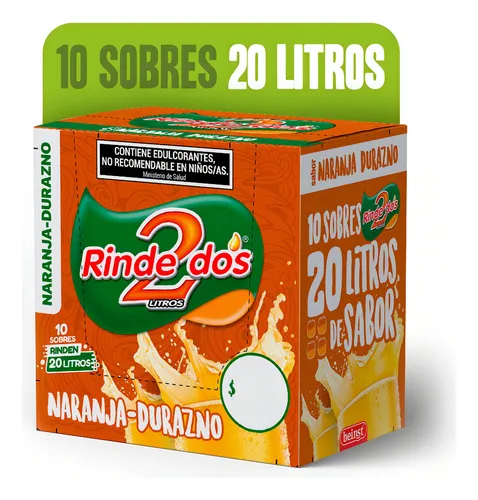 10 SOBRES 20 LITROS
NARANJA-DURAZNO
CONTIENE EDULCORANTES,
NO RECOMENDABLE EN NIÑOS/AS.
Ministerio de Salud
Rinde 2 dos®
LITROS
10
SOBRES
RINDEN
20 LITROS
NARANJA-DURAZNO
$
NARANJA-DURAZNO
sabor
NARANJA DURAZNO
10 SOBRES
Rinde 2 dos
20 LITROS
DE SABOR
beinst